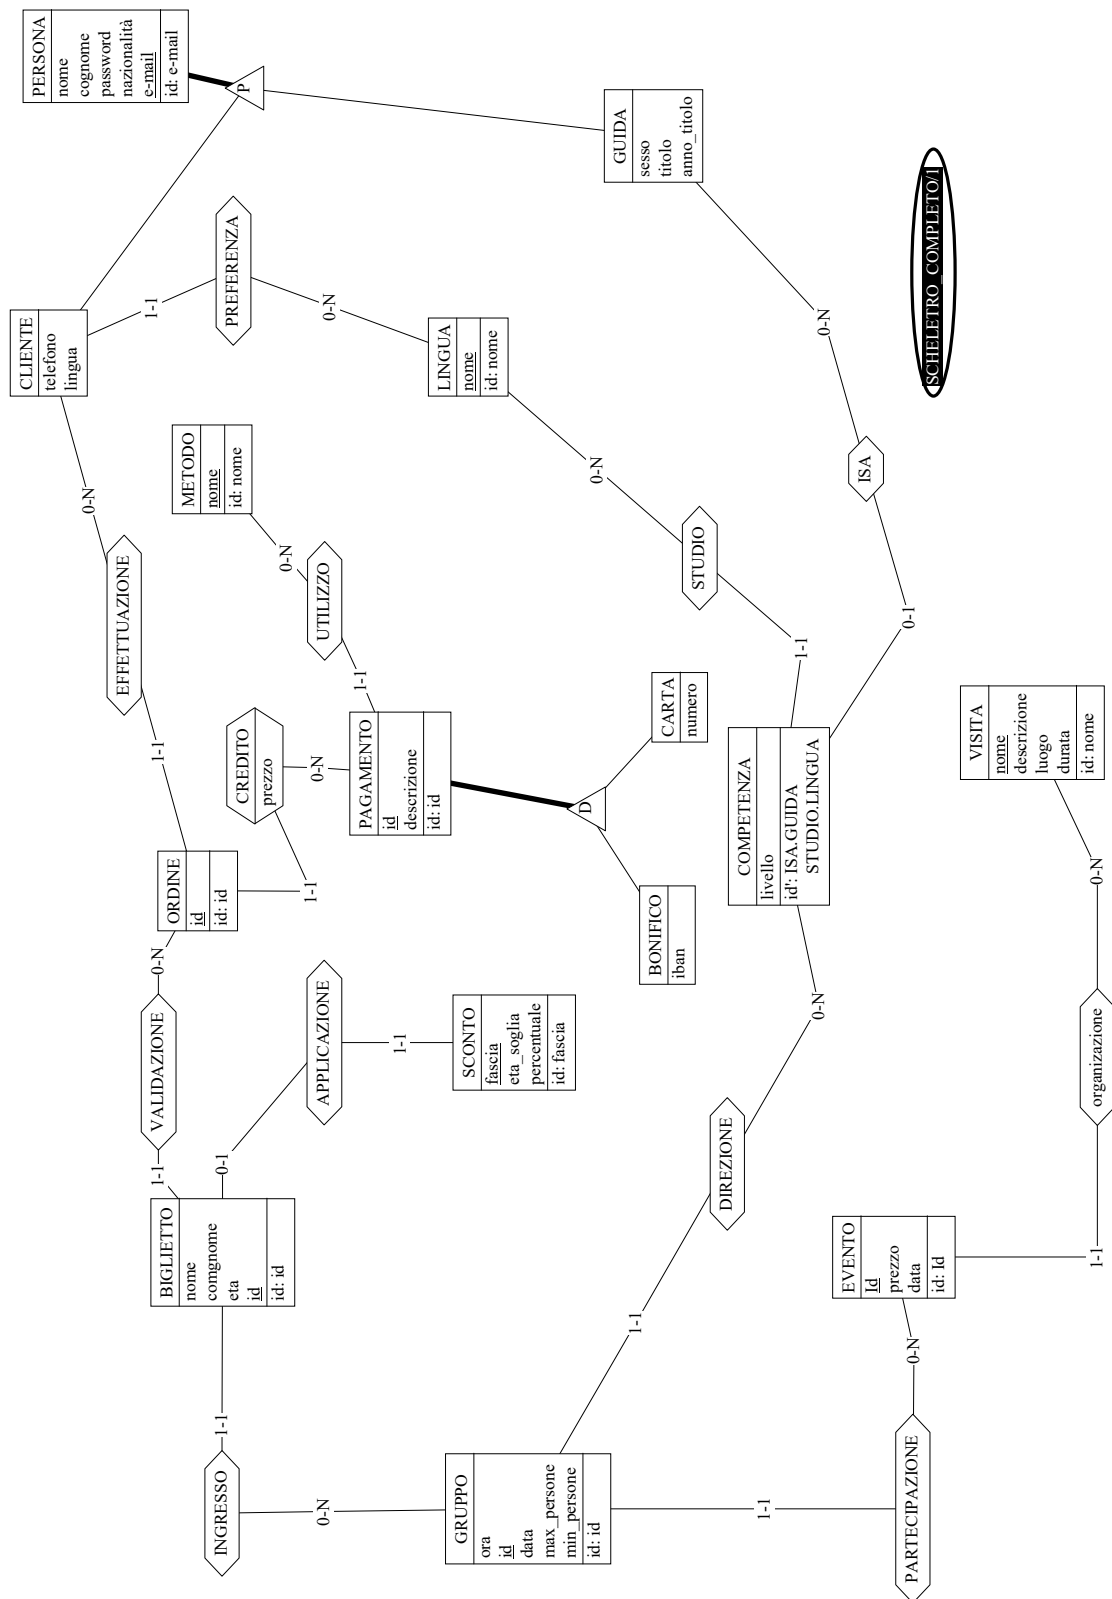 PERSONA
nome
cognome
password
nazionalità
e-mail
id: e-mail
P
CLIENTE
telefono
lingua
GUIDA
sesso
titolo
anno_titolo
1-1
PREFERENZA
0-N
LINGUA
nome
id: nome
0-N
EFFETTUAZIONE
1-1
METODO
nome
id: nome
0-N
UTILIZZO
1-1
0-N
STUDIO
1-1
0-N
ISA
0-1
SCHELETRO_COMPLETO/1
ORDINE
id
id: id
CREDITO
prezzo
0-N
1-1
PAGAMENTO
id
descrizione
id: id
D
CARTA
numero
BONIFICO
iban
COMPETENZA
livello
id': ISA.GUIDA
STUDIO.LINGUA
VISITA
nome
descrizione
luogo
durata
id: nome
0-N
VALIDAZIONE
1-1
APPLICAZIONE
0-1
1-1
SCONTO
fascia
eta_soglia
percentuale
id: fascia
0-N
DIREZIONE
1-1
0-N
organizazione
1-1
BIGLIETTO
nome
comgnome
eta
id
id: id
EVENTO
Id
prezzo
data
id: Id
1-1
INGRESSO
0-N
GRUPPO
ora
id
data
max_persone
min_persone
id: id
1-1
0-N
PARTECIPAZIONE